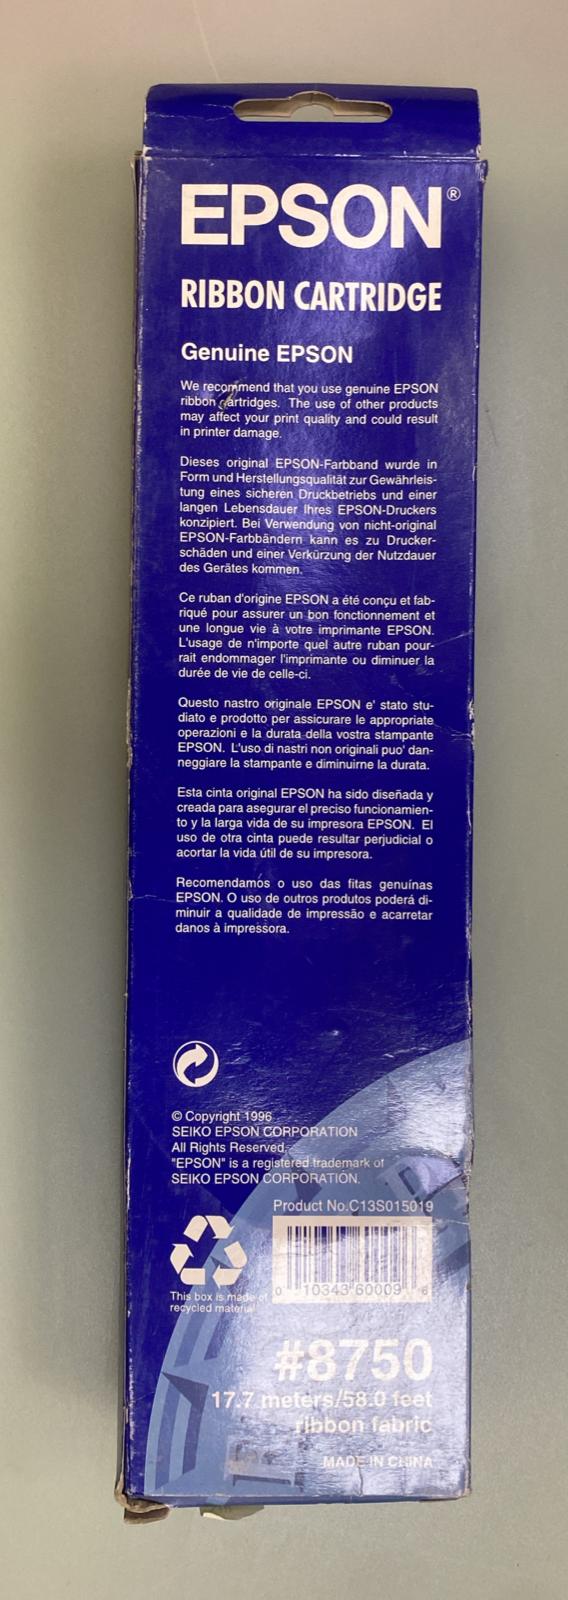 EPSON®
RIBBON CARTRIDGE
Genuine EPSON
We recommend that you use genuine EPSON
ribbon cartridges. The use of other products
may affect your print quality and could result
in printer damage.
Dieses original EPSON-Farbband wurde in
Form und Herstellungsqualität zur Gewährleis-
tung eines sicheren Druckbetriebs und einer
langen Lebensdauer Ihres EPSON-Druckers
konzipiert. Bei Verwendung von nicht-original
EPSON-Farbbändern kann es zu Drucker-
schäden und einer Verkürzung der Nutzdauer
des Gerätes kommen.
Ce ruban d'origine EPSON a été conçu et fab-
riqué pour assurer un bon fonctionnement et
une longue vie à votre imprimante EPSON.
L'usage de n'importe quel autre ruban pour-
rait endommager l'imprimante ou diminuer la
durée de vie de celle-ci.
Questo nastro originale EPSON e' stato stu-
diato e prodotto per assicurare le appropriate
operazioni e la durata della vostra stampante
EPSON. L'uso di nastri non originali puo' dan-
neggiare la stampante e diminuirne la durata.
Esta cinta original EPSON ha sido diseñada y
creada para asegurar el preciso funcionamien-
to y la larga vida de su impresora EPSON. El
uso de otra cinta puede resultar perjudicial o
acortar la vida útil de su impresora.
Recomendamos o uso das fitas genuínas
EPSON. O uso de outros produtos poderá di-
minuir a qualidade de impressão e acarretar
danos à impressora.
© Copyright 1996
SEIKO EPSON CORPORATION
All Rights Reserved.
"EPSON" is a registered trademark of
SEIKO EPSON CORPORATION.
Product No.C13S015019
0 10343 60009 6
This box is made of
recycled material
#8750
17.7 meters/58.0 feet
ribbon fabric
MADE IN CHINA